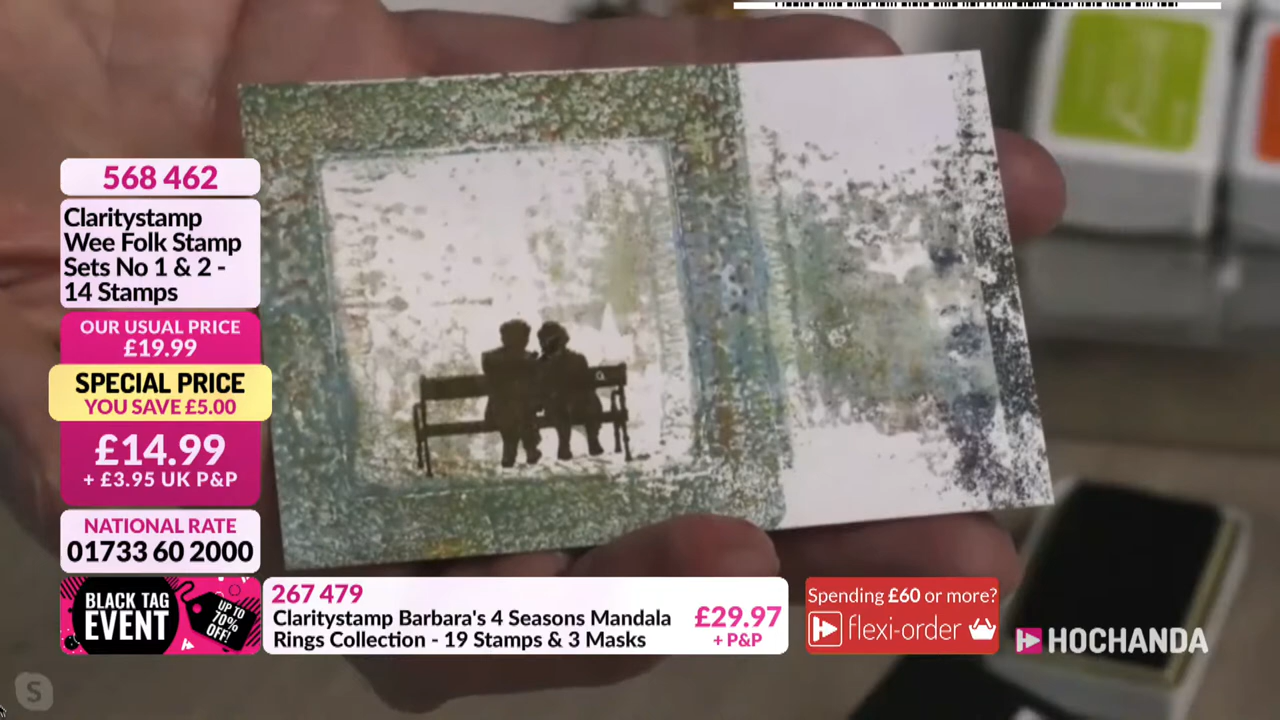 568 462
Claritystamp
Wee Folk Stamp
Sets No 1 & 2 -
14 Stamps
OUR USUAL PRICE
£19.99
SPECIAL PRICE
YOU SAVE £5.00
£14.99
+ £3.95 UK P&P
NATIONAL RATE
01733 60 2000
BLACK TAG
EVENT
UP TO
70%
OFF!
267 479
Claritystamp Barbara's 4 Seasons Mandala
Rings Collection - 19 Stamps & 3 Masks
£29.97
+ P&P
Spending £60 or more?
flexi-order
HOCHANDA
S